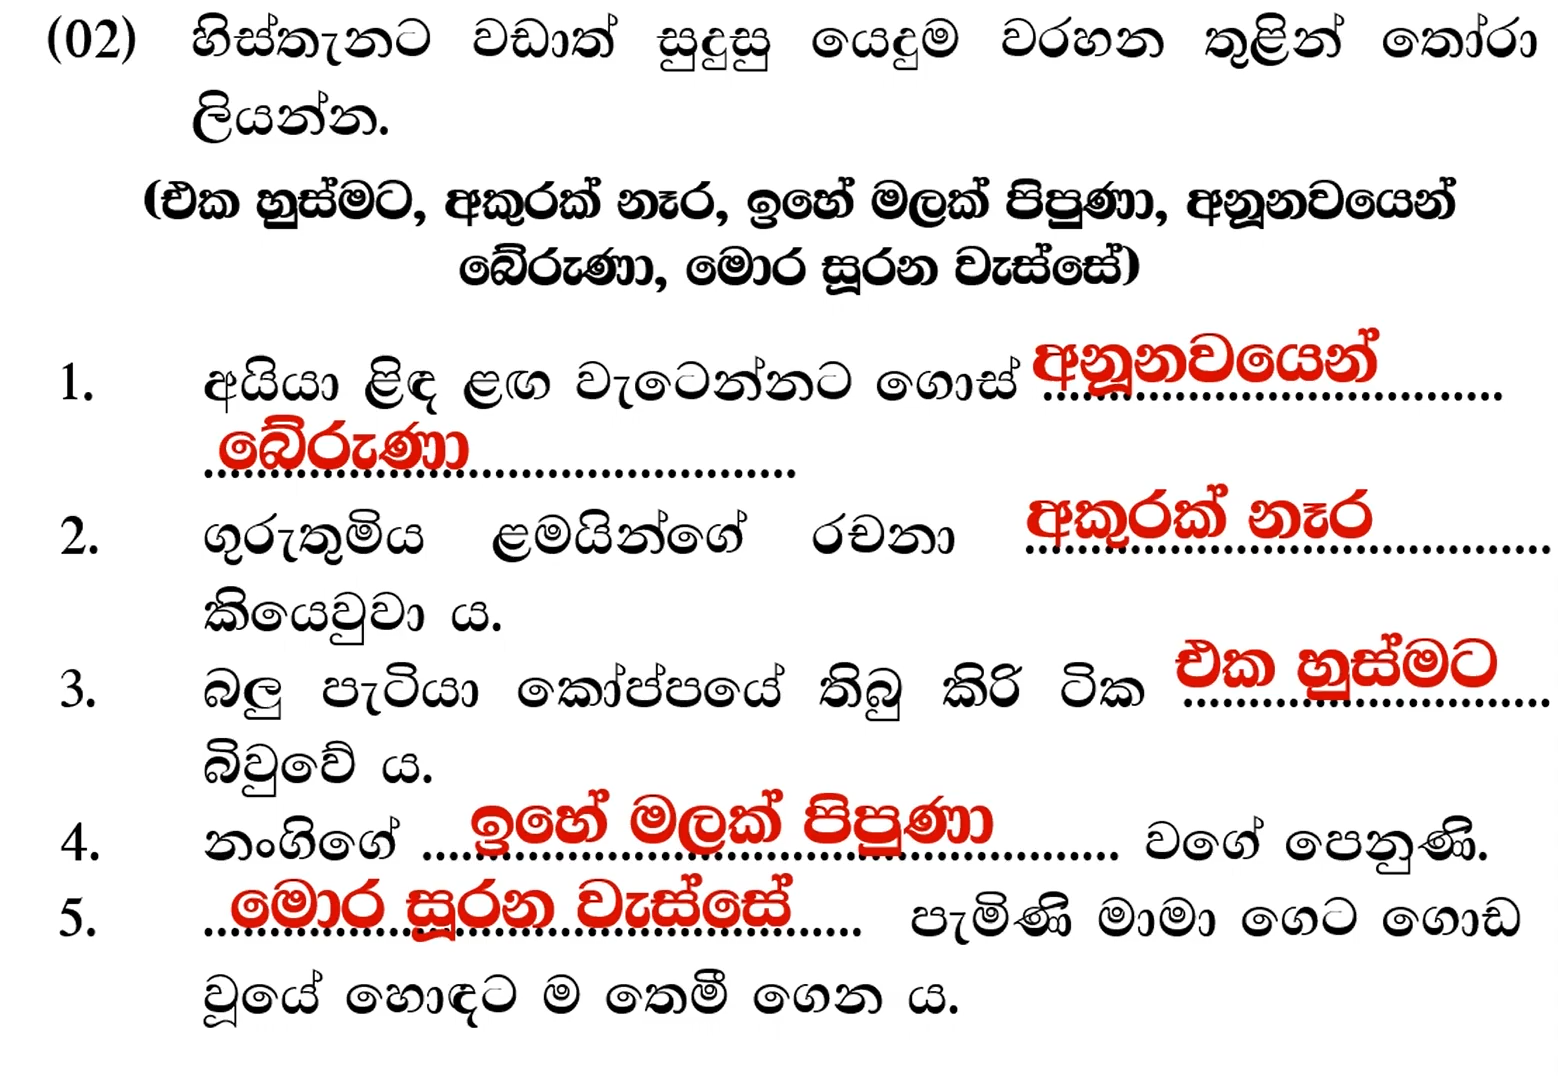 (02) හිස්තැනට වඩාත් සුදුසු යෙදුම වරහන තුළින් තෝරා
ලියන්න.
(එක හුස්මට, අකුරක් නෑර, ඉහේ මලක් පිපුණා, අනූනවයෙන්
බේරුණා, මොර සූරන වැස්සේ)
1. අයියා ළිඳ ළඟ වැටෙන්නට ගොස් අනූනවයෙන්
බේරුණා
2. ගුරුතුමිය ළමයින්ගේ රචනා අකුරක් නෑර
කියෙවුවා ය.
3. බලු පැටියා කෝප්පයේ තිබු කිරි ටික එක හුස්මට
බිවුවේ ය.
4. නංගිගේ ඉහේ මලක් පිපුණා වගේ පෙනුණි.
5. මොර සූරන වැස්සේ පැමිණි මාමා ගෙට ගොඩ
වූයේ හොඳට ම තෙමී ගෙන ය.